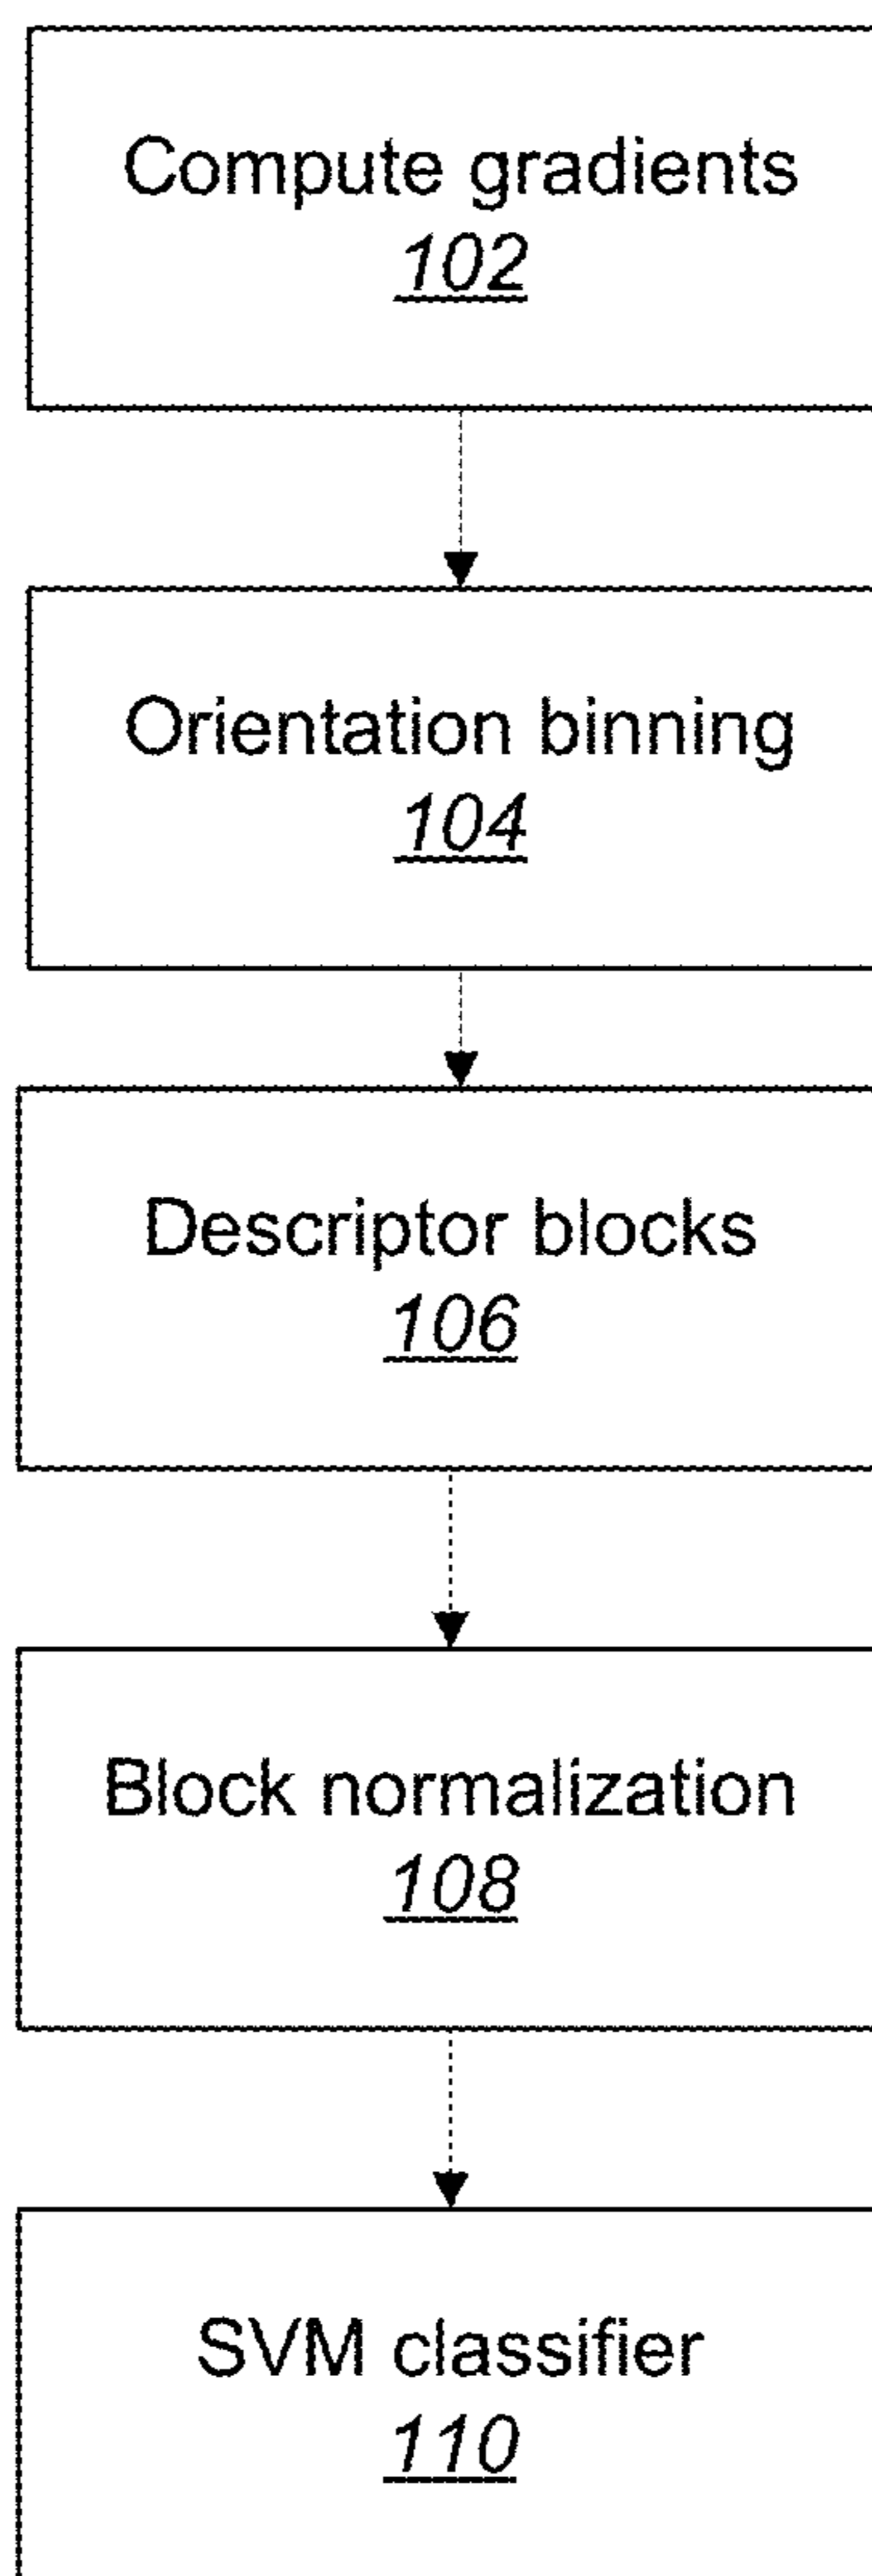 Compute gradients
102
Orientation binning
104
Descriptor blocks
106
Block normalization
108
SVM classifier
110